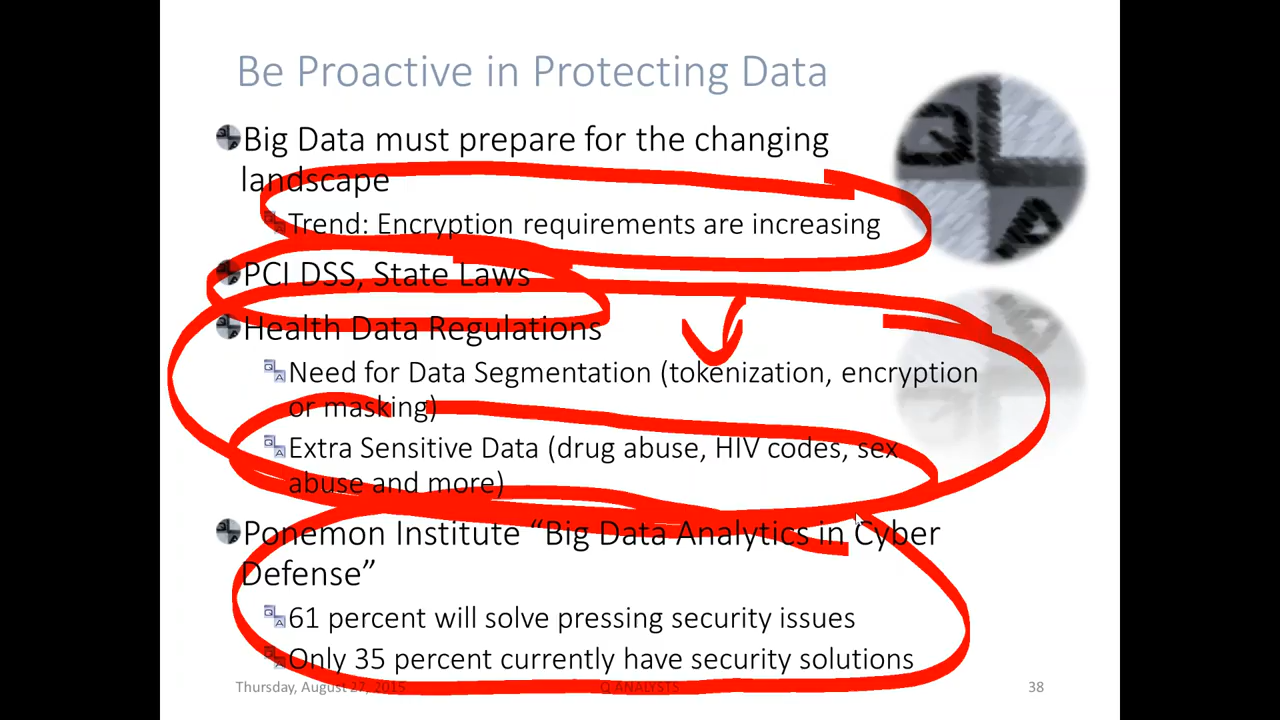 Be Proactive in Protecting Data
Big Data must prepare for the changing
landscape
Trend: Encryption requirements are increasing
PCI DSS, State Laws
Health Data Regulations
Need for Data Segmentation (tokenization, encryption
or masking)
Extra Sensitive Data (drug abuse, HIV codes, sex
abuse and more)
Ponemon Institute “Big Data Analytics in Cyber
Defense”
61 percent will solve pressing security issues
Only 35 percent currently have security solutions
Thursday, August 27, 2015
Q ANALYSTS
38
Q
A